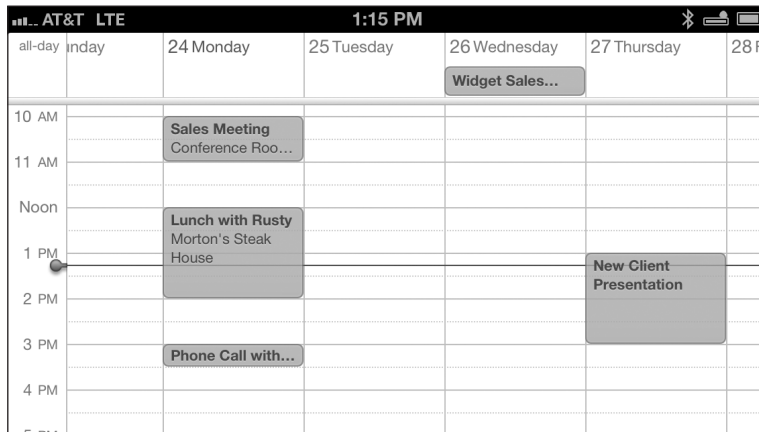 AT&T LTE 1:15 PM
all-day nday 24 Monday 25 Tuesday 26 Wednesday 27 Thursday 28 F
Widget Sales…
10 AM
Sales Meeting
Conference Roo…
11 AM
Noon
Lunch with Rusty
Morton's Steak
House
1 PM
New Client
Presentation
2 PM
3 PM
Phone Call with…
4 PM